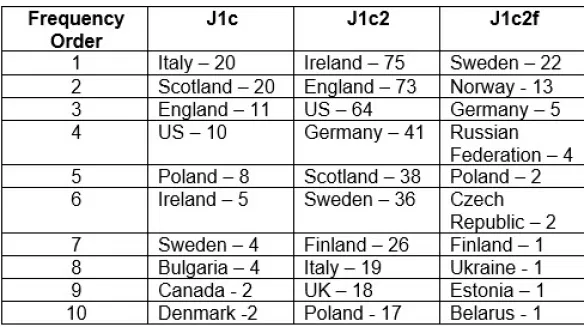 Frequency Order J1c J1c2 J1c2f
1 Italy – 20 Ireland – 75 Sweden – 22
2 Scotland – 20 England – 73 Norway - 13
3 England – 11 US – 64 Germany – 5
4 US – 10 Germany – 41 Russian Federation – 4
5 Poland – 8 Scotland – 38 Poland – 2
6 Ireland – 5 Sweden – 36 Czech Republic – 2
7 Sweden – 4 Finland – 26 Finland – 1
8 Bulgaria – 4 Italy – 19 Ukraine - 1
9 Canada - 2 UK – 18 Estonia – 1
10 Denmark -2 Poland - 17 Belarus - 1